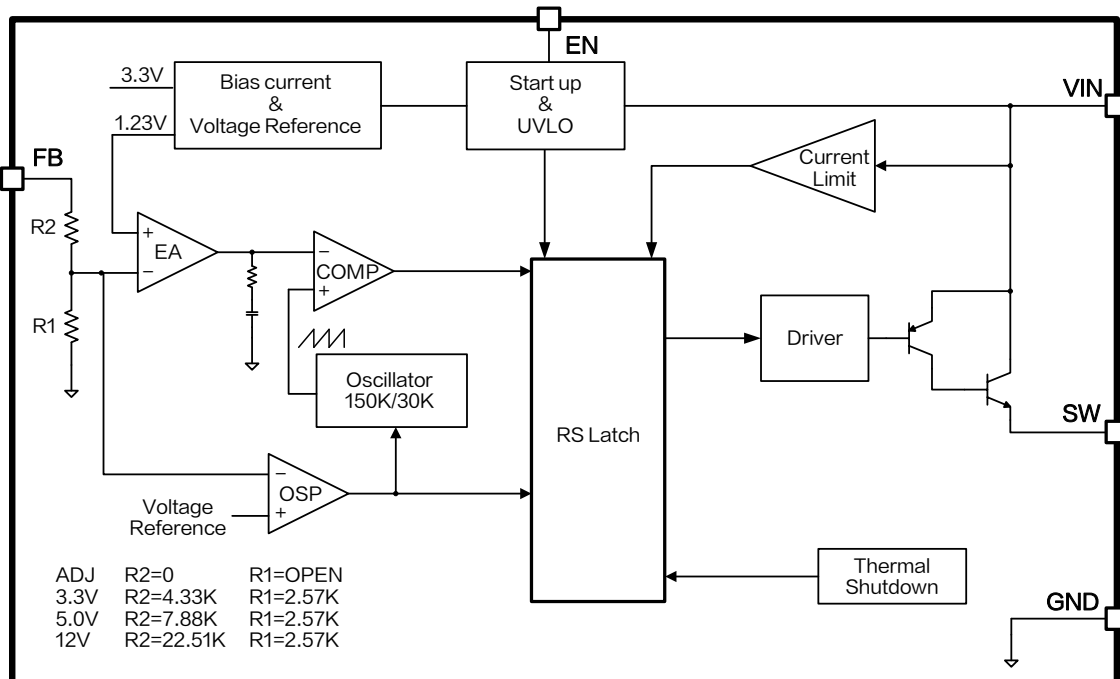 EN
3.3V
Bias current
&
Voltage Reference
1.23V
Start up
&
UVLO
VIN
FB
Current
Limit
R2
+
EA
−
−
COMP
+
R1
Oscillator
150K/30K
Driver
RS Latch
SW
−
OSP
+
Voltage
Reference
Thermal
Shutdown
GND
ADJ R2=0 R1=OPEN
3.3V R2=4.33K R1=2.57K
5.0V R2=7.88K R1=2.57K
12V R2=22.51K R1=2.57K